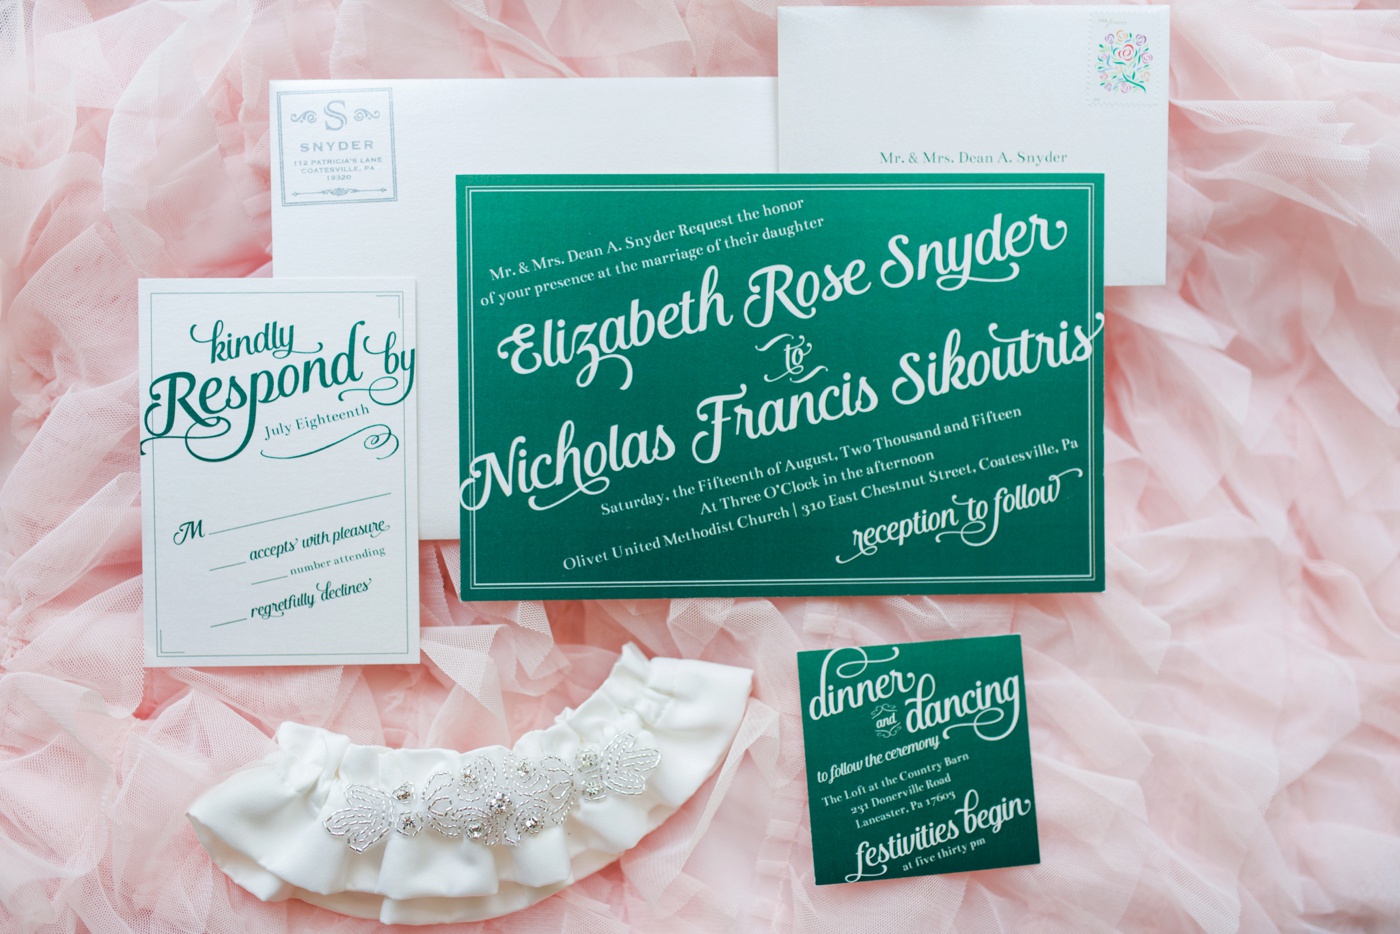 S
SNYDER
112 PATRICIA'S LANE
COATESVILLE, PA
19320
Mr. & Mrs. Dean A. Snyder
Mr. & Mrs. Dean A. Snyder Request the honor
of your presence at the marriage of their daughter
Elizabeth Rose Snyder
to
Nicholas Francis Sikoutris
Saturday, the Fifteenth of August, Two Thousand and Fifteen
At Three O'Clock in the afternoon
Olivet United Methodist Church | 310 East Chestnut Street, Coatesville, Pa
reception to follow
kindly
Respond by
July Eighteenth
M
accepts with pleasure
number attending
regretfully declines
dinner
and dancing
to follow the ceremony
The Loft at the Country Barn
231 Donerville Road
Lancaster, Pa 17603
festivities begin
at five thirty pm